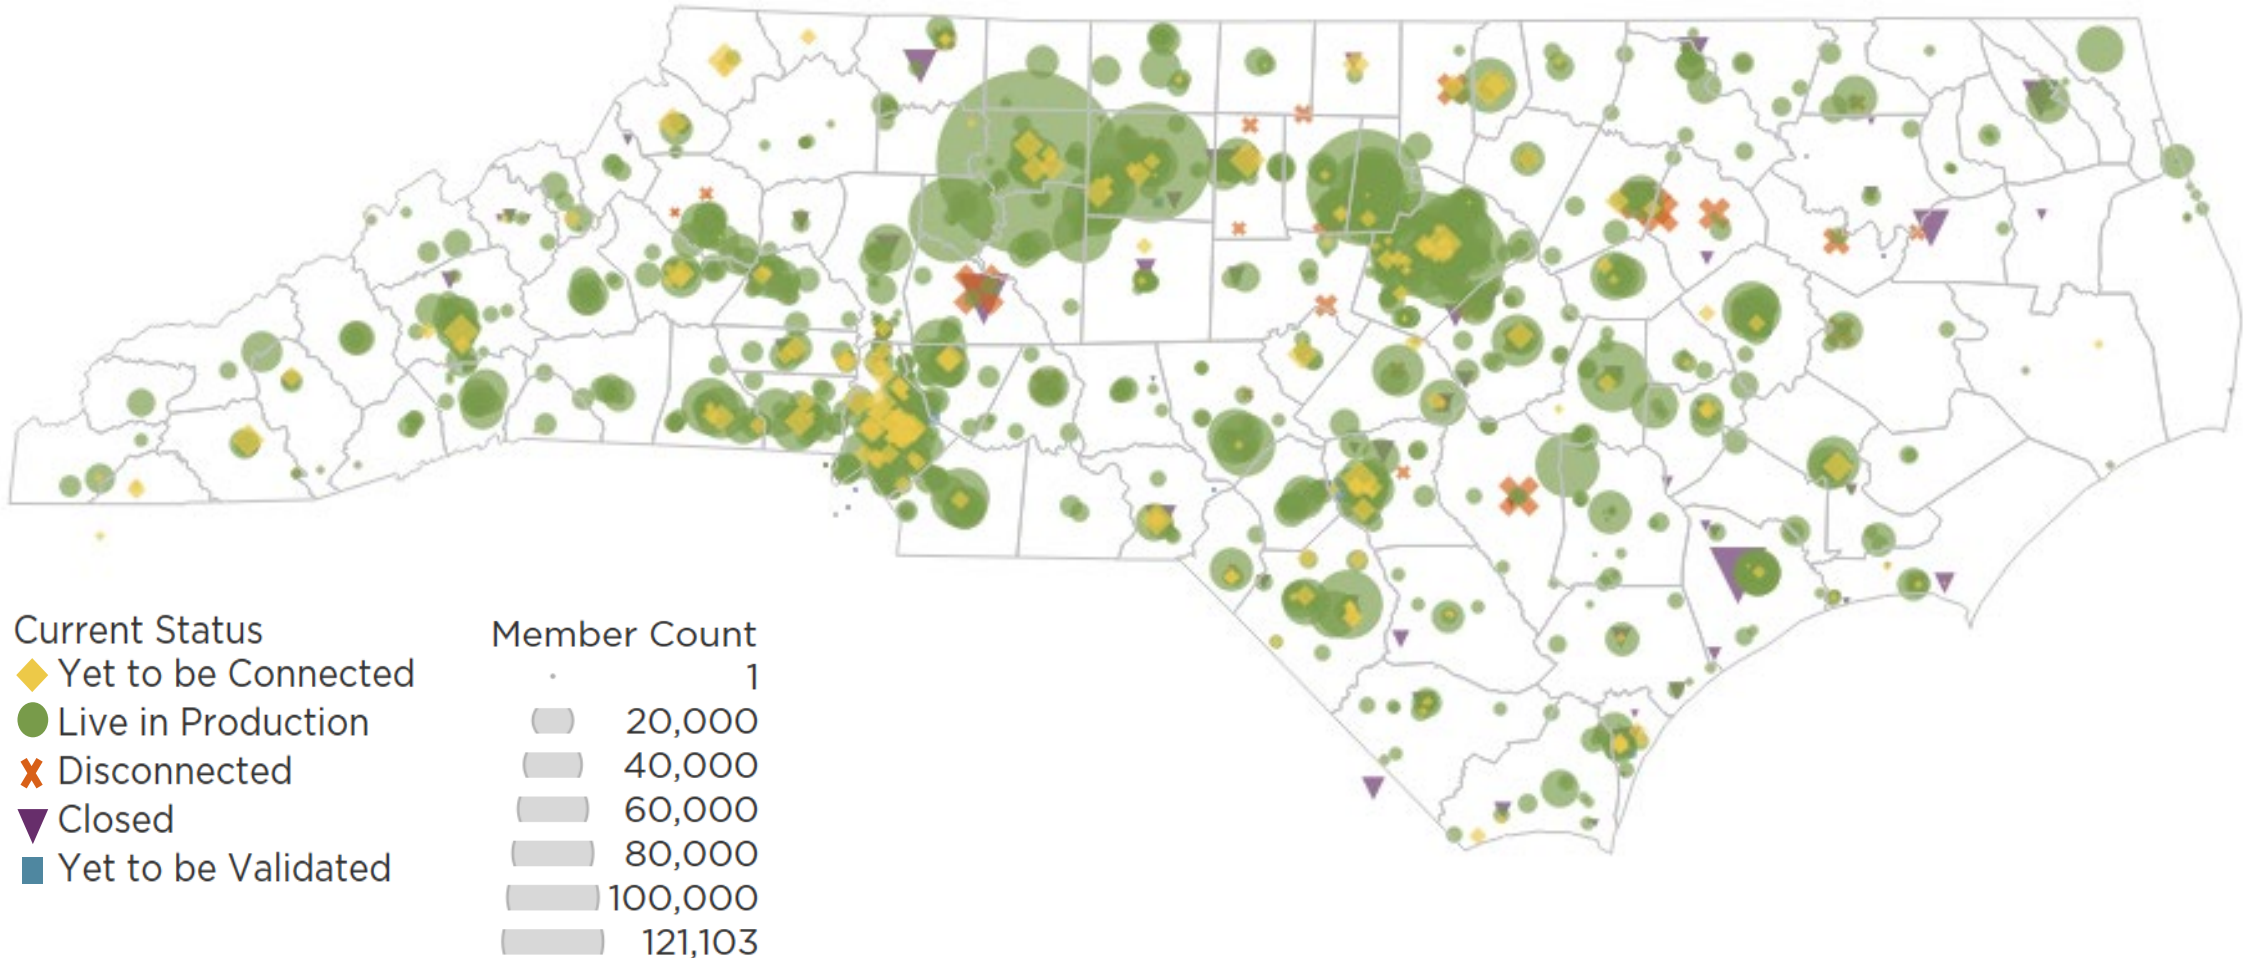 Current Status
Yet to be Connected
Live in Production
Disconnected
Closed
Yet to be Validated
Member Count
1
20,000
40,000
60,000
80,000
100,000
121,103